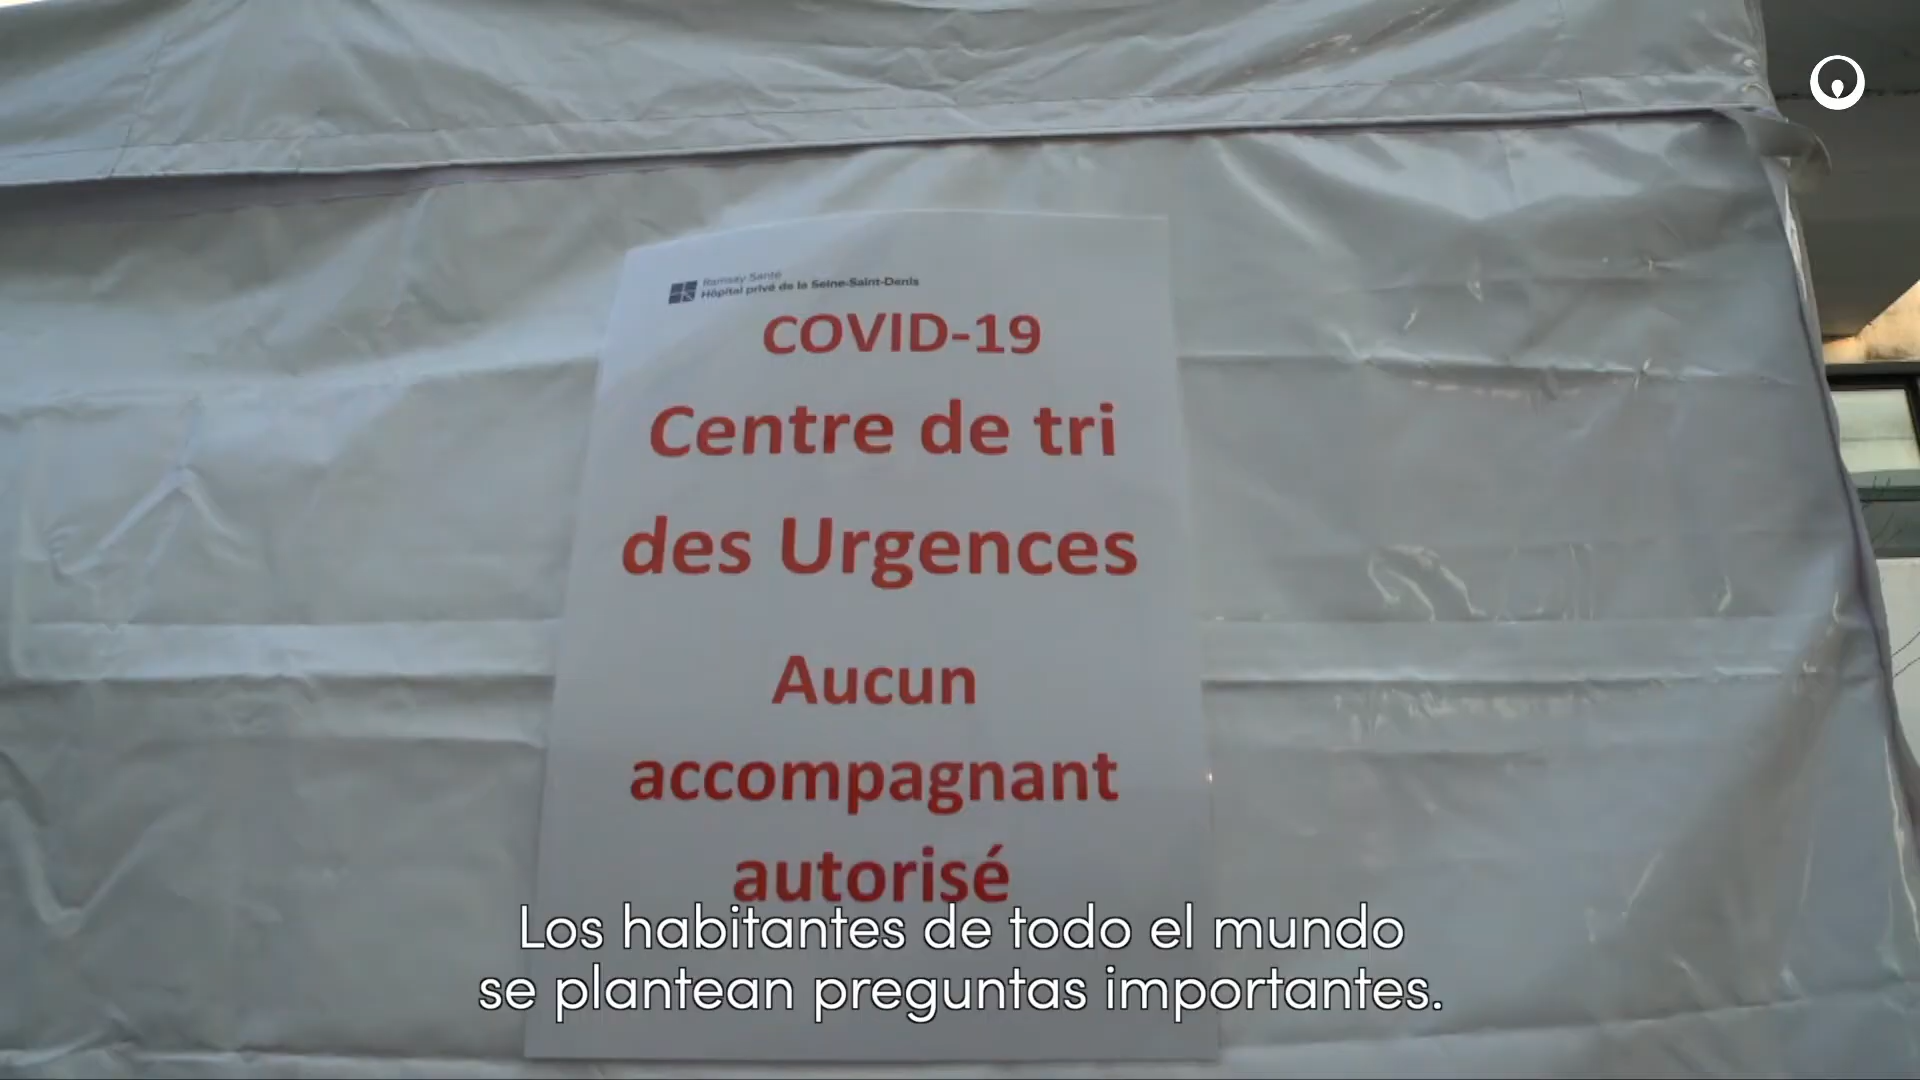 Ramsay Santé
Hôpital privé de la Seine-Saint-Denis
COVID-19
Centre de tri
des Urgences
Aucun
accompagnant
autorisé
Los habitantes de todo el mundo
se plantean preguntas importantes.